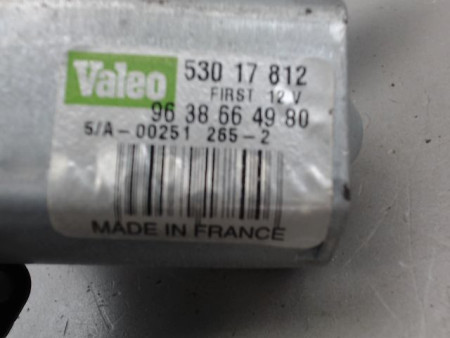 Valeo 530 17 812
FIRST 12 V
96 38 66 49 80
S/A-00251 265-2
MADE IN FRANCE